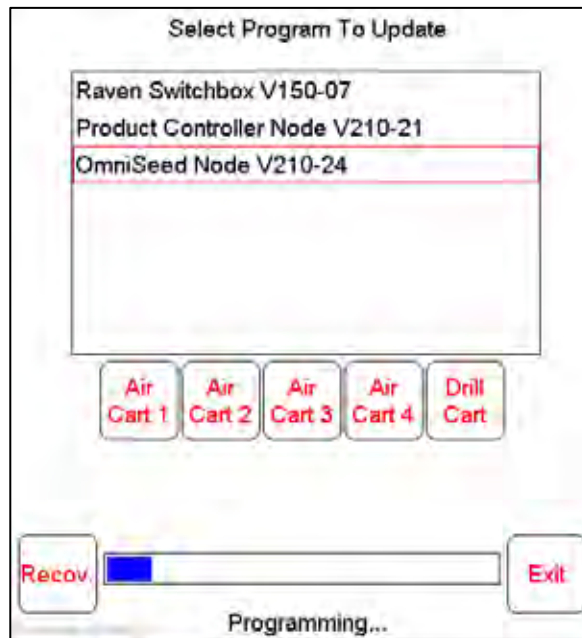 Select Program To Update
Raven Switchbox V150-07
Product Controller Node V210-21
OmniSeed Node V210-24
Air Cart 1
Air Cart 2
Air Cart 3
Air Cart 4
Drill Cart
Recov.
Exit
Programming...